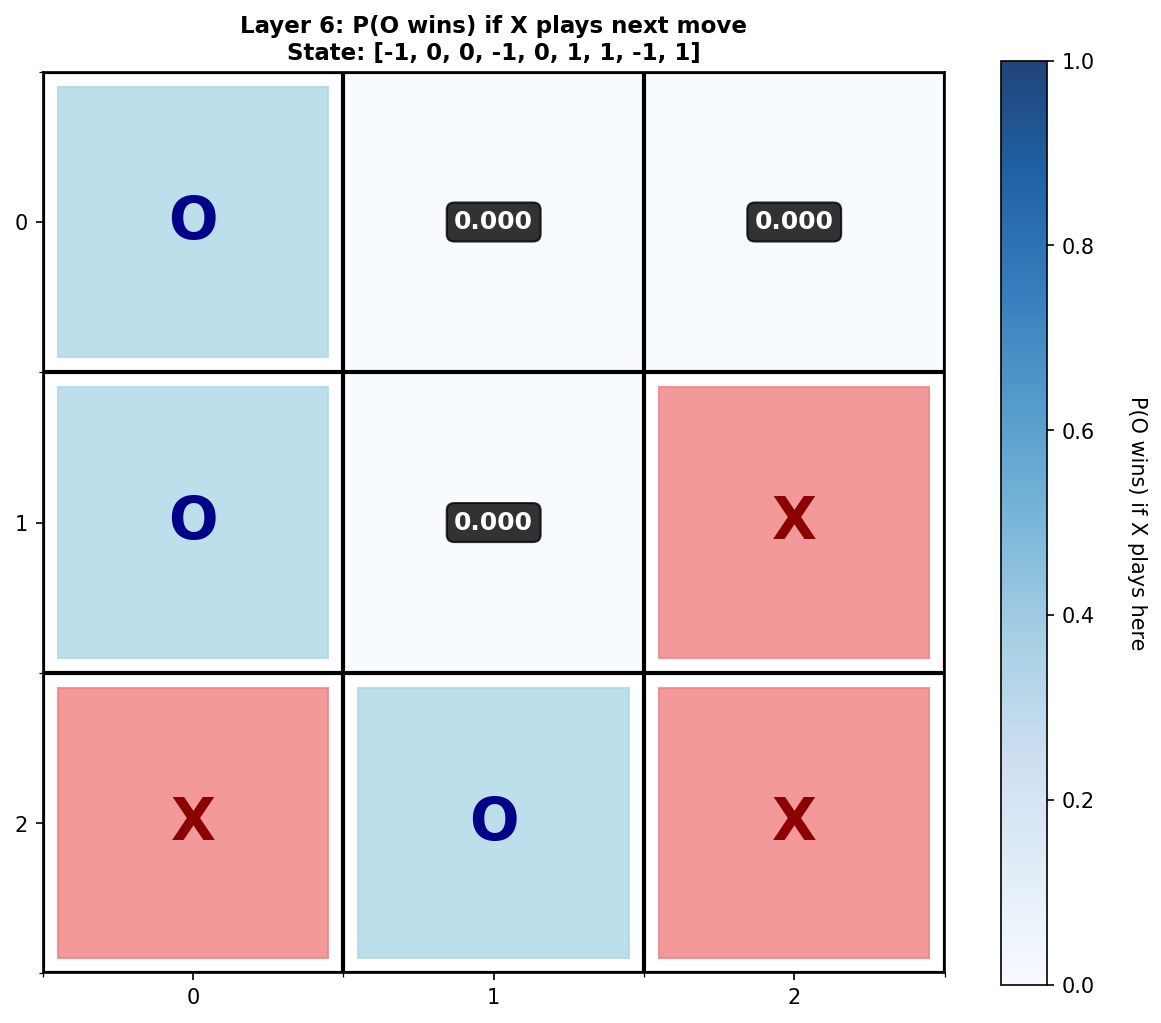 Layer 6: P(O wins) if X plays next move
State: [-1, 0, 0, -1, 0, 1, 1, -1, 1]
0
O
0.000
0.000
1
O
0.000
X
2
X
O
X
0
1
2
1.0
0.8
0.6
0.4
0.2
0.0
P(O wins) if X plays here